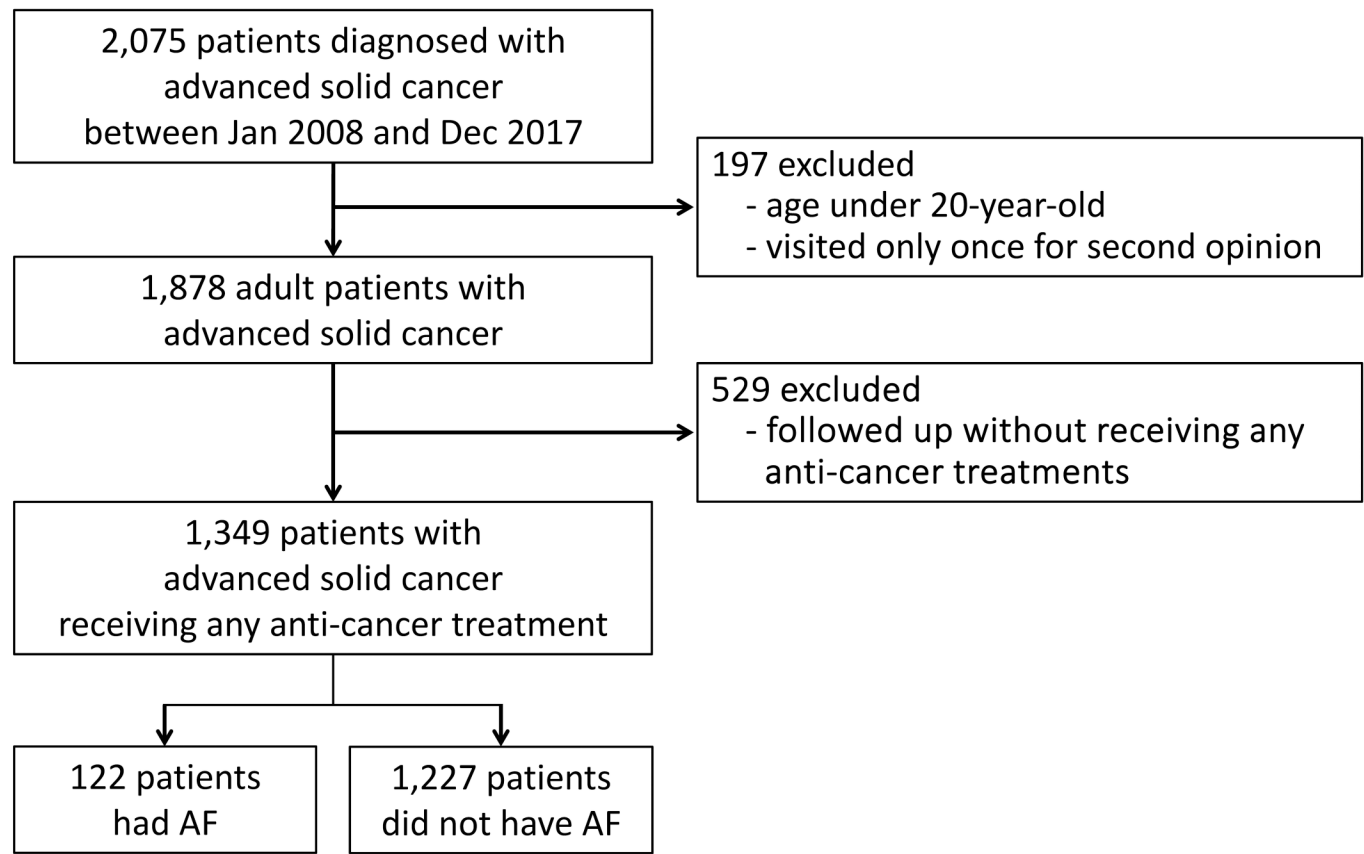 2,075 patients diagnosed with
advanced solid cancer
between Jan 2008 and Dec 2017
197 excluded
- age under 20-year-old
- visited only once for second opinion
1,878 adult patients with
advanced solid cancer
529 excluded
- followed up without receiving any
anti-cancer treatments
1,349 patients with
advanced solid cancer
receiving any anti-cancer treatment
122 patients
had AF
1,227 patients
did not have AF